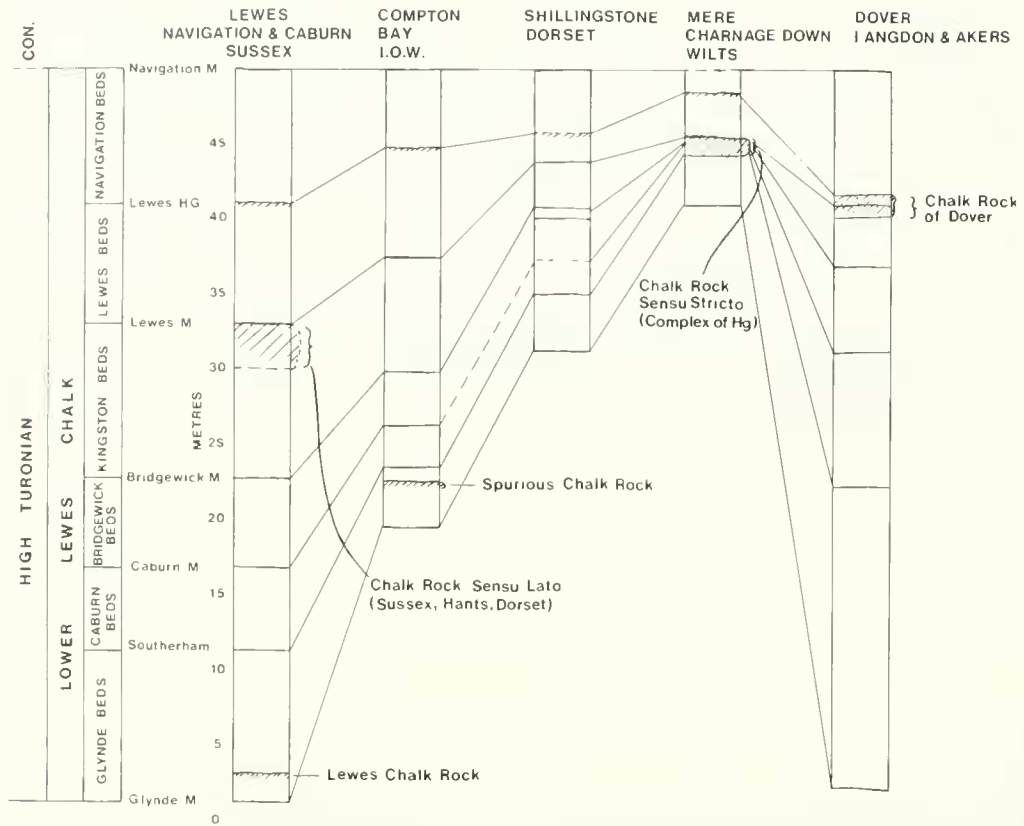 LEWES
NAVIGATION & CABURN
SUSSEX
COMPTON
BAY
I.O.W.
SHILLINGSTONE
DORSET
MERE
CHARNAGE DOWN
WILTS
DOVER
I ANGDON & AKERS
CON.
HIGH TURONIAN
LOWER LEWES CHALK
NAVIGATION BEDS
LEWES BEDS
KINGSTON BEDS
BRIDGEWICK
BEDS
CABURN
BEDS
GLYNDE BEDS
Navigation M
Lewes HG
Lewes M
Bridgewick M
Caburn M
Southerham
Glynde M
METRES
45
40
35
30
25
20
15
10
5
0
Chalk Rock
of Dover
Chalk Rock
Sensu Stricto
(Complex of Hg)
Spurious Chalk Rock
Chalk Rock Sensu Lato
(Sussex, Hants, Dorset)
Lewes Chalk Rock